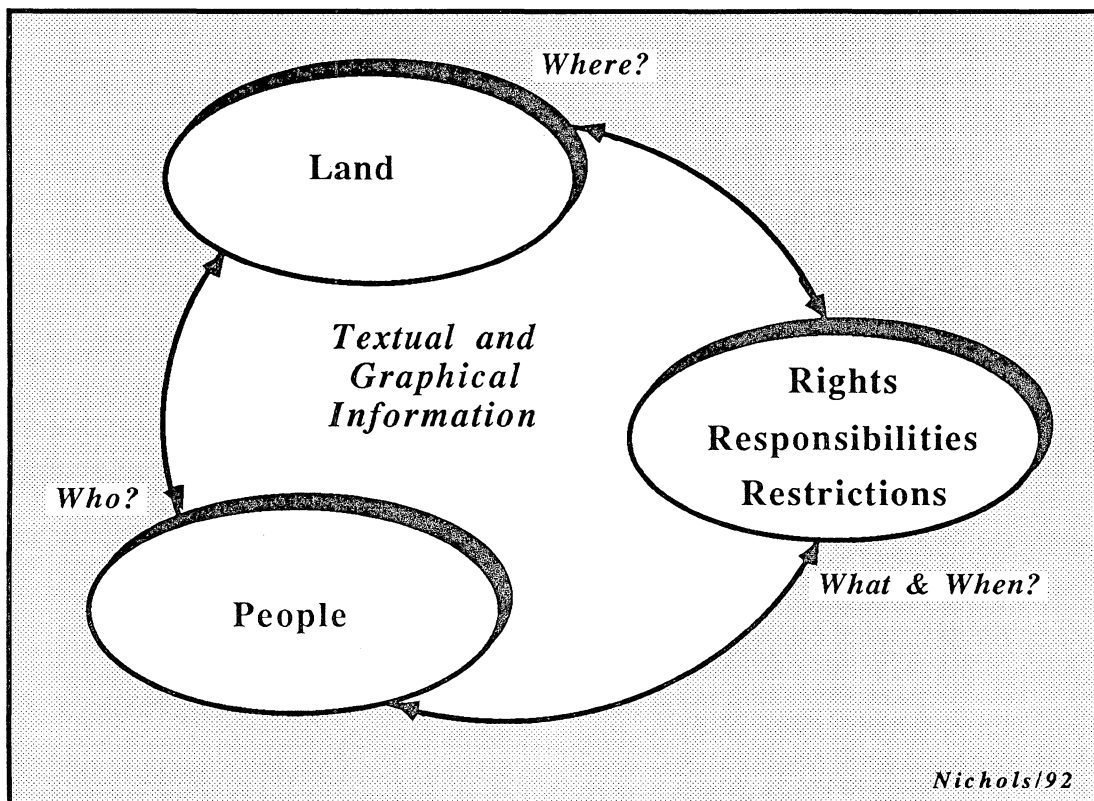 Where?
Land
Textual and
Graphical
Information
Rights
Responsibilities
Restrictions
Who?
What & When?
People
Nichols/92